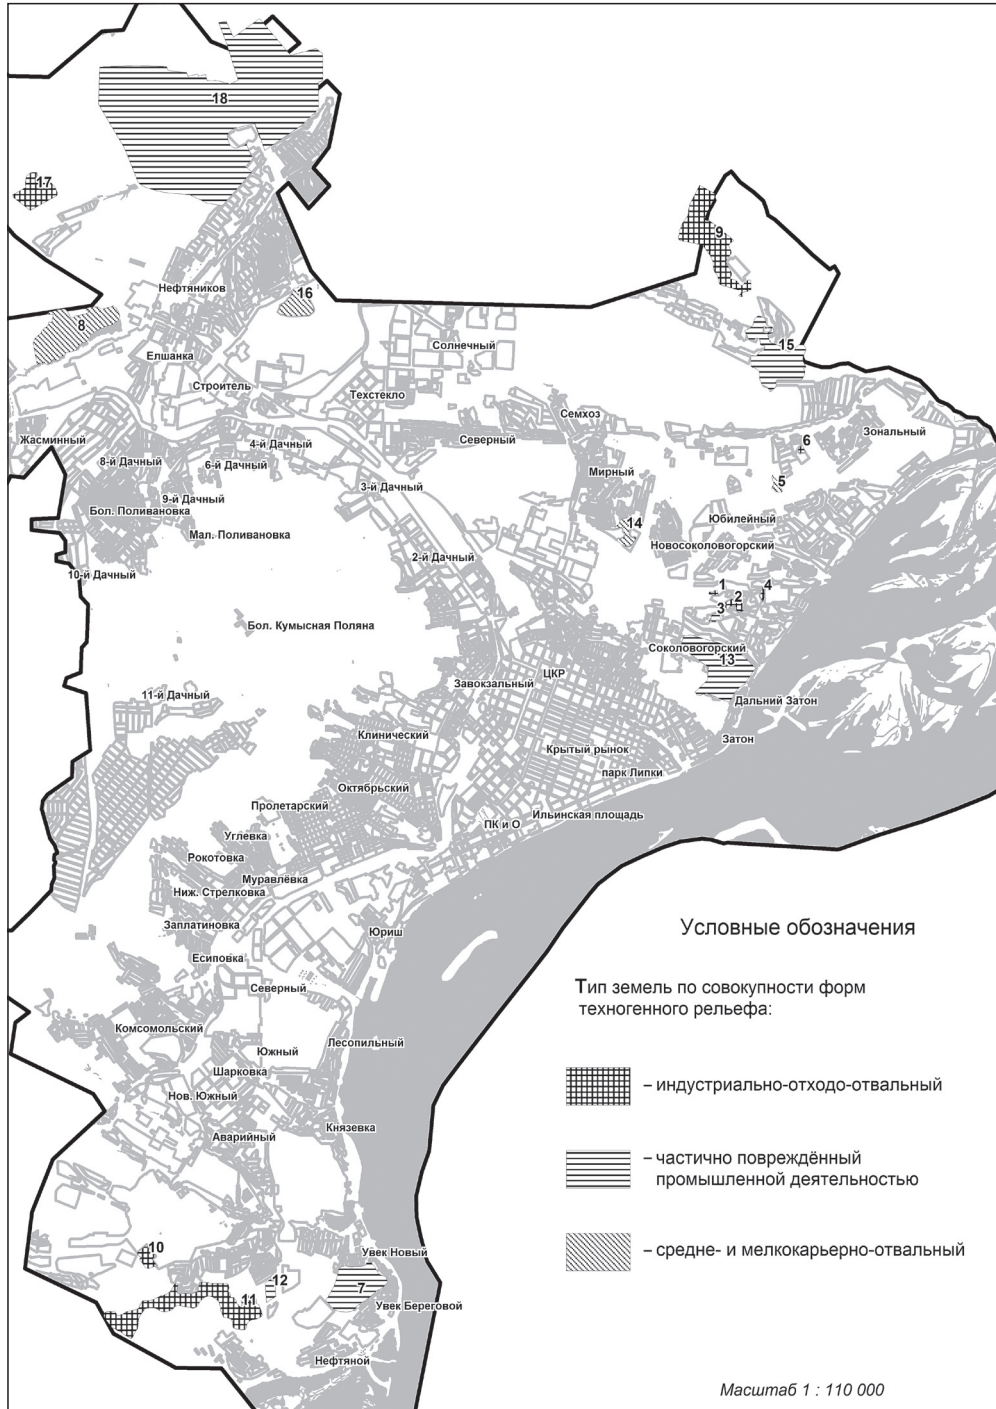 18
17
9
Нефтяников
16
8
15
Елшанка
Солнечный
Строитель
Техстекло
Семхоз
Жасминный
4-й Дачный
Северный
6
Зональный
8-й Дачный
6-й Дачный
Мирный
3-й Дачный
5
9-й Дачный
Бол. Поливановка
14
Юбилейный
Мал. Поливановка
Новосоколовогорский
2-й Дачный
10-й Дачный
1
4
2
3
Бол. Кумысная Поляна
Соколовогорский
13
ЦКР
Завокзальный
11-й Дачный
Дальний Затон
Клинический
Затон
Крытый рынок
парк Липки
Октябрьский
Пролетарский
Ильинская площадь
ПК и О
Углевка
Рокотовка
Муравлёвка
Ниж. Стрелковка
Заплатиновка
Юриш
Есиповка
Северный
Комсомольский
Лесопильный
Южный
Шарковка
Нов. Южный
Князевка
Аварийный
10
Увек Новый
12
7
11
Увек Береговой
Нефтяной
Условные обозначения
Тип земель по совокупности форм
техногенного рельефа:
– индустриально-отходо-отвальный
– частично повреждённый
промышленной деятельностью
– средне- и мелкокарьерно-отвальный
Масштаб 1 : 110 000